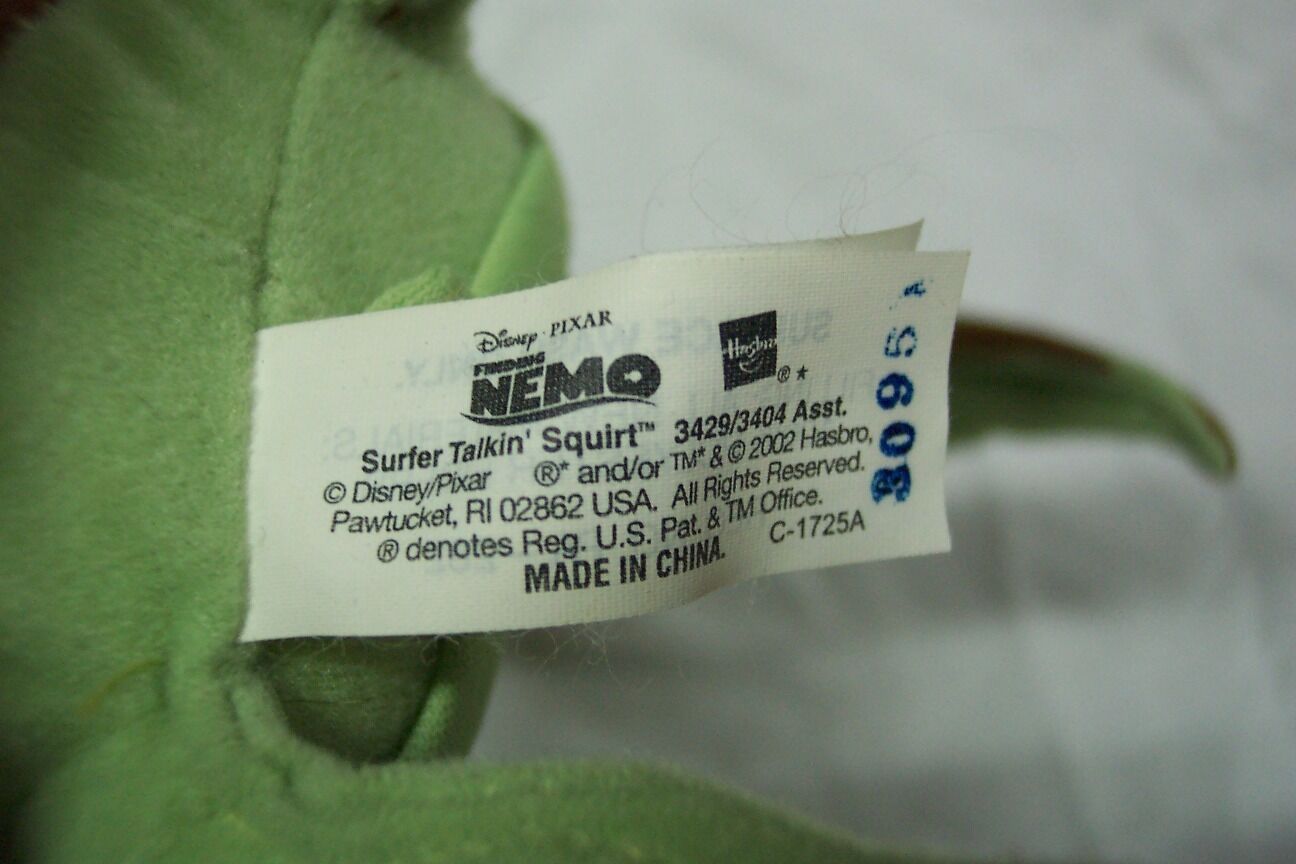 Disney · PIXAR
FINDING
NEMO
Hasbro
® *
Surfer Talkin' Squirt™ 3429/3404 Asst.
© Disney/Pixar ®* and/or ™* & © 2002 Hasbro,
Pawtucket, RI 02862 USA. All Rights Reserved.
® denotes Reg. U.S. Pat. & TM Office.
MADE IN CHINA. C-1725A
3095